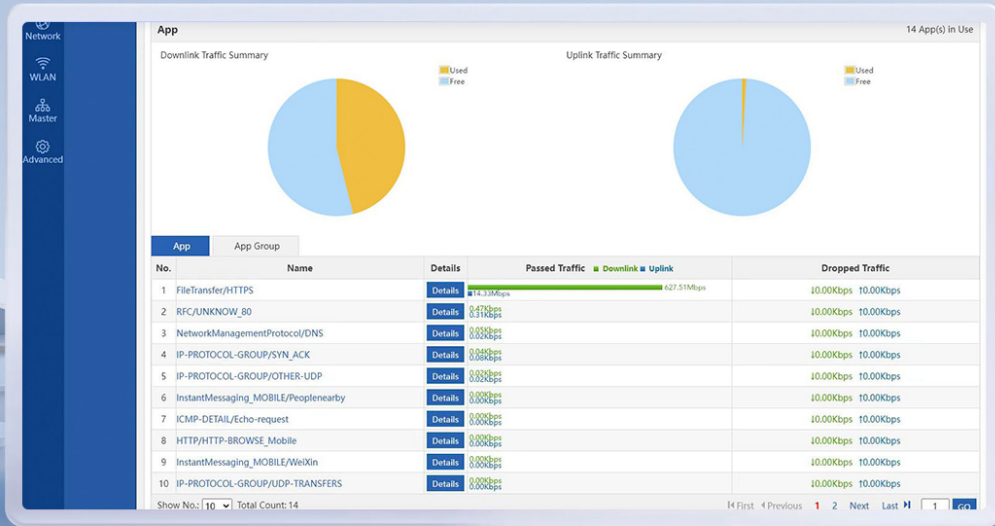 Network
WLAN
Master
Advanced
App
14 App(s) in Use
Downlink Traffic Summary
Used
Free
Uplink Traffic Summary
Used
Free
App
App Group
No. Name Details Passed Traffic Downlink Uplink Dropped Traffic
1 FileTransfer/HTTPS Details 627.51Mbps 14.33Mbps ↓0.00Kbps ↑0.00Kbps
2 RFC/UNKNOW_80 Details 0.47Kbps 0.31Kbps ↓0.00Kbps ↑0.00Kbps
3 NetworkManagementProtocol/DNS Details 0.05Kbps 0.02Kbps ↓0.00Kbps ↑0.00Kbps
4 IP-PROTOCOL-GROUP/SYN_ACK Details 0.04Kbps 0.08Kbps ↓0.00Kbps ↑0.00Kbps
5 IP-PROTOCOL-GROUP/OTHER-UDP Details 0.02Kbps 0.02Kbps ↓0.00Kbps ↑0.00Kbps
6 InstantMessaging_MOBILE/Peoplenearby Details 0.00Kbps 0.00Kbps ↓0.00Kbps ↑0.00Kbps
7 ICMP-DETAIL/Echo-request Details 0.00Kbps 0.00Kbps ↓0.00Kbps ↑0.00Kbps
8 HTTP/HTTP-BROWSE_Mobile Details 0.00Kbps 0.00Kbps ↓0.00Kbps ↑0.00Kbps
9 InstantMessaging_MOBILE/WeiXin Details 0.00Kbps 0.00Kbps ↓0.00Kbps ↑0.00Kbps
10 IP-PROTOCOL-GROUP/UDP-TRANSFERS Details 0.00Kbps 0.00Kbps ↓0.00Kbps ↑0.00Kbps
Show No.: 10 Total Count: 14
First Previous 1 2 Next Last 1 GO